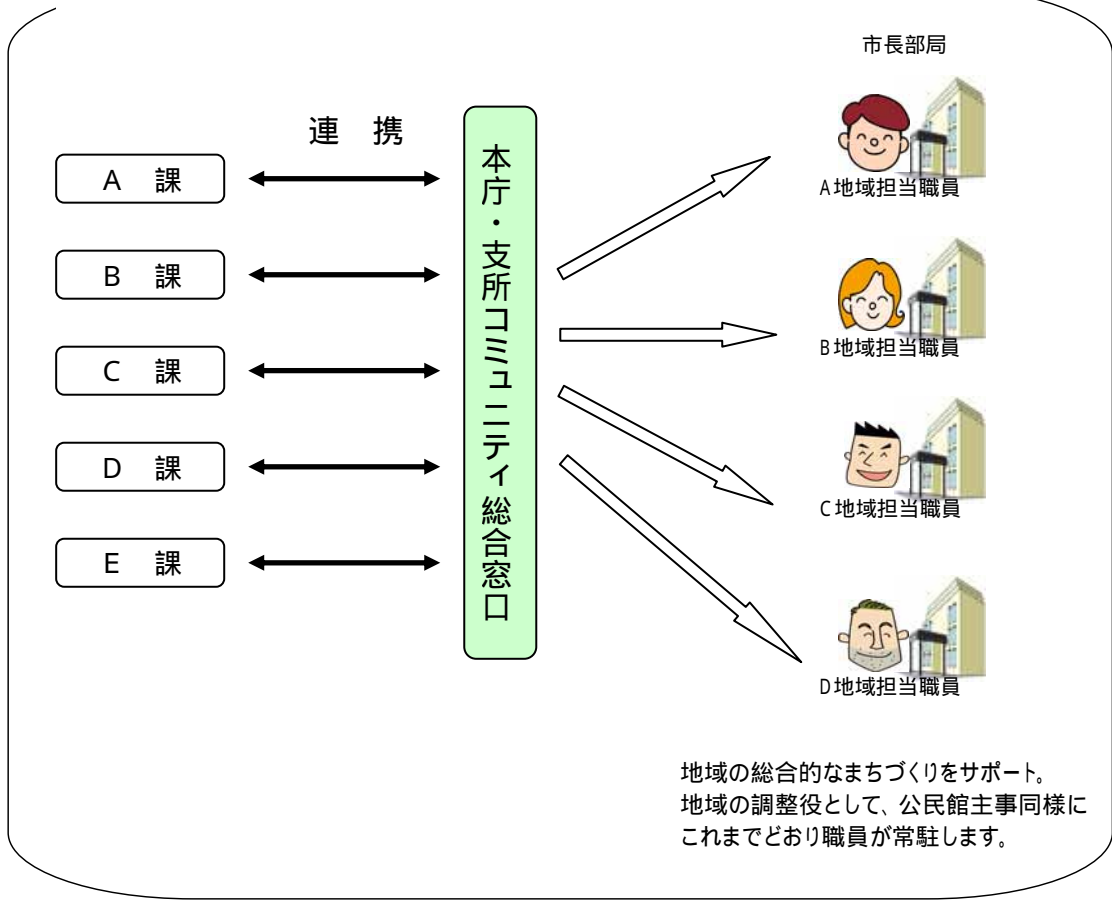 市長部局
連 携
A 課
B 課
C 課
D 課
E 課
本庁・支所コミュニティ総合窓口
A地域担当職員
B地域担当職員
C地域担当職員
D地域担当職員
地域の総合的なまちづくりをサポート。
地域の調整役として、公民館主事同様に
これまでどおり職員が常駐します。